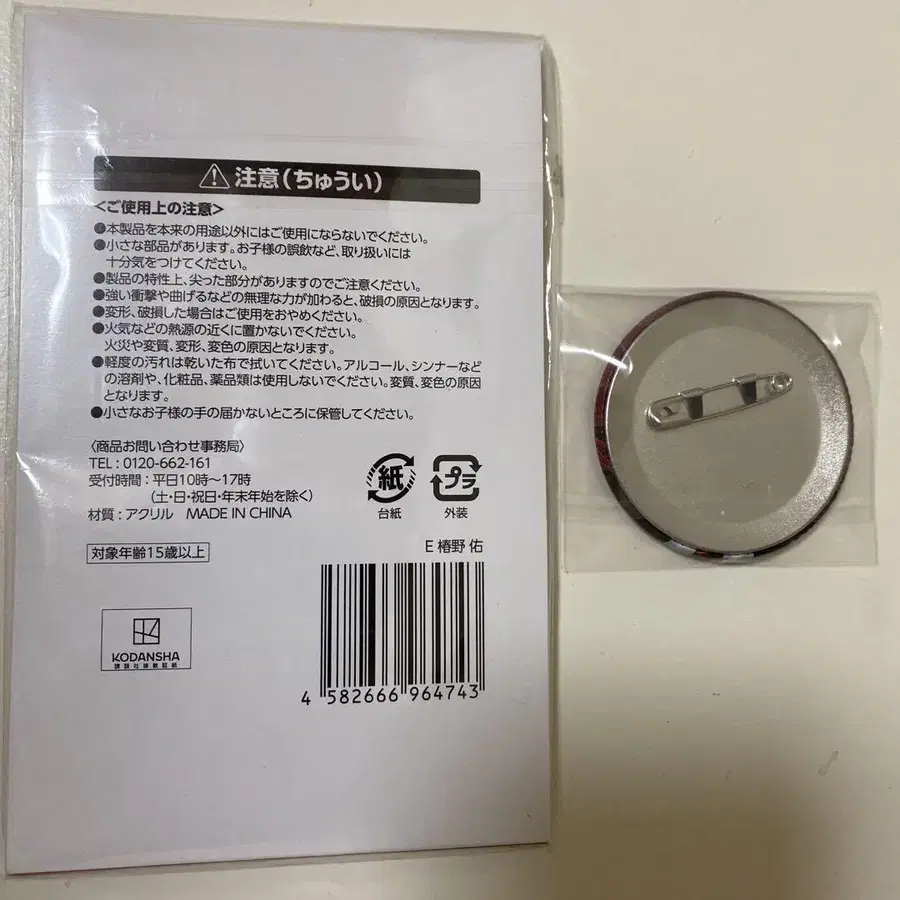 注意(ちゅうい)
<ご使用上の注意>
●本製品を本来の用途以外にはご使用にならないでください。
●小さな部品があります。お子様の誤飲など、取り扱いには
十分気をつけてください。
●製品の特性上、尖った部分がありますのでご注意ください。
●強い衝撃や曲げるなどの無理な力が加わると、破損の原因となります。
●変形、破損した場合はご使用をおやめください。
●火気などの熱源の近くに置かないでください。
火災や変質、変形、変色の原因となります。
●軽度の汚れは乾いた布で拭いてください。アルコール、シンナーなど
の溶剤や、化粧品、薬品類は使用しないでください。変質、変色の原因
となります。
●小さなお子様の手の届かないところに保管してください。
〈商品お問い合わせ事務局〉
TEL : 0120-662-161
受付時間 : 平日10時〜17時
(土・日・祝日・年末年始を除く)
材質 : アクリル MADE IN CHINA
紙
台紙
プラ
外装
対象年齢15歳以上
E 椿野 佑
KODANSHA
講談社検数証紙
4 582666 964743